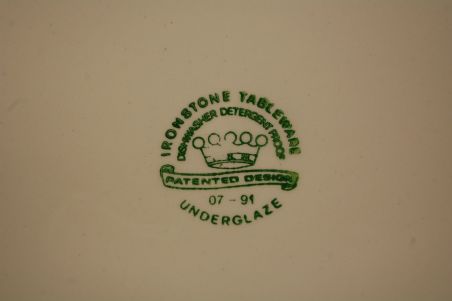 IRONSTONE TABLEWARE
DISHWASHER DETERGENT PROOF
PATENTED DESIGN
07 - 91
UNDERGLAZE